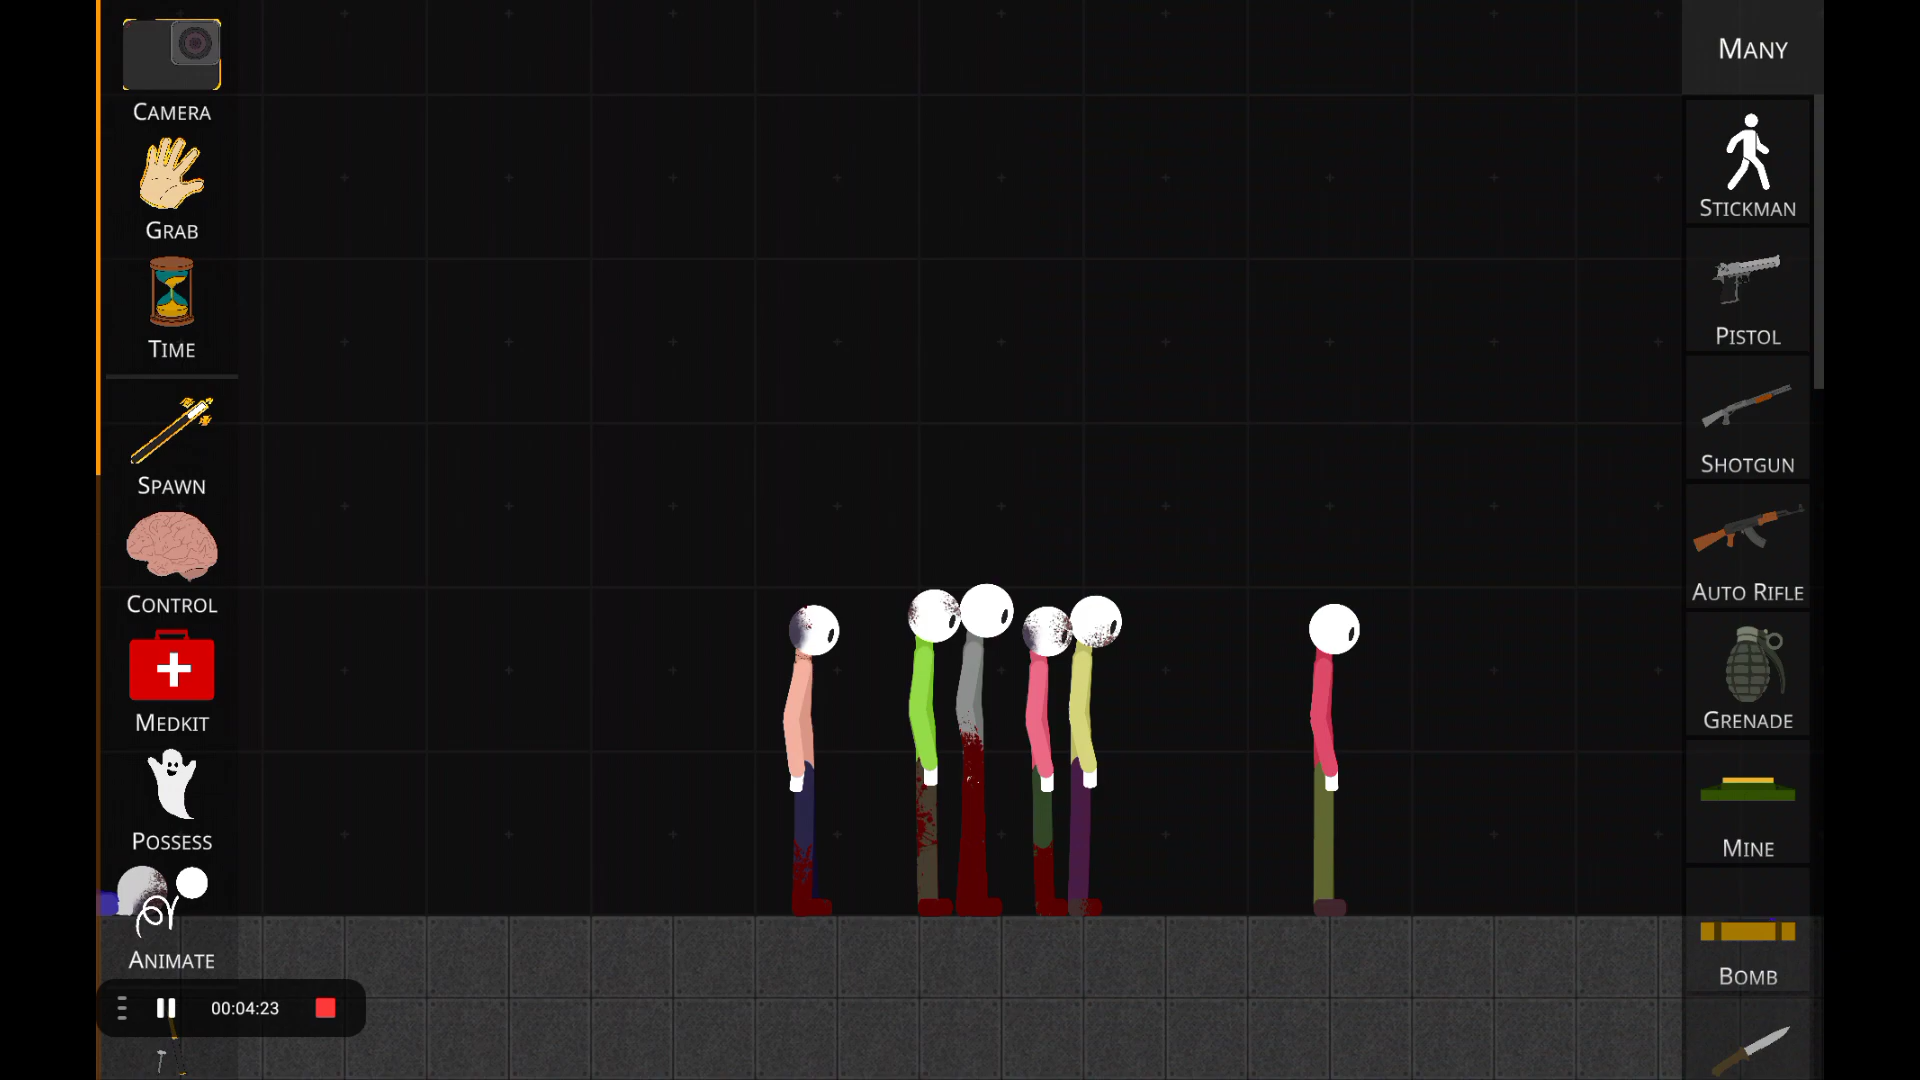 CAMERA
GRAB
TIME
SPAWN
CONTROL
MEDKIT
POSSESS
ANIMATE
00:04:23
MANY
STICKMAN
PISTOL
SHOTGUN
AUTO RIFLE
GRENADE
MINE
BOMB